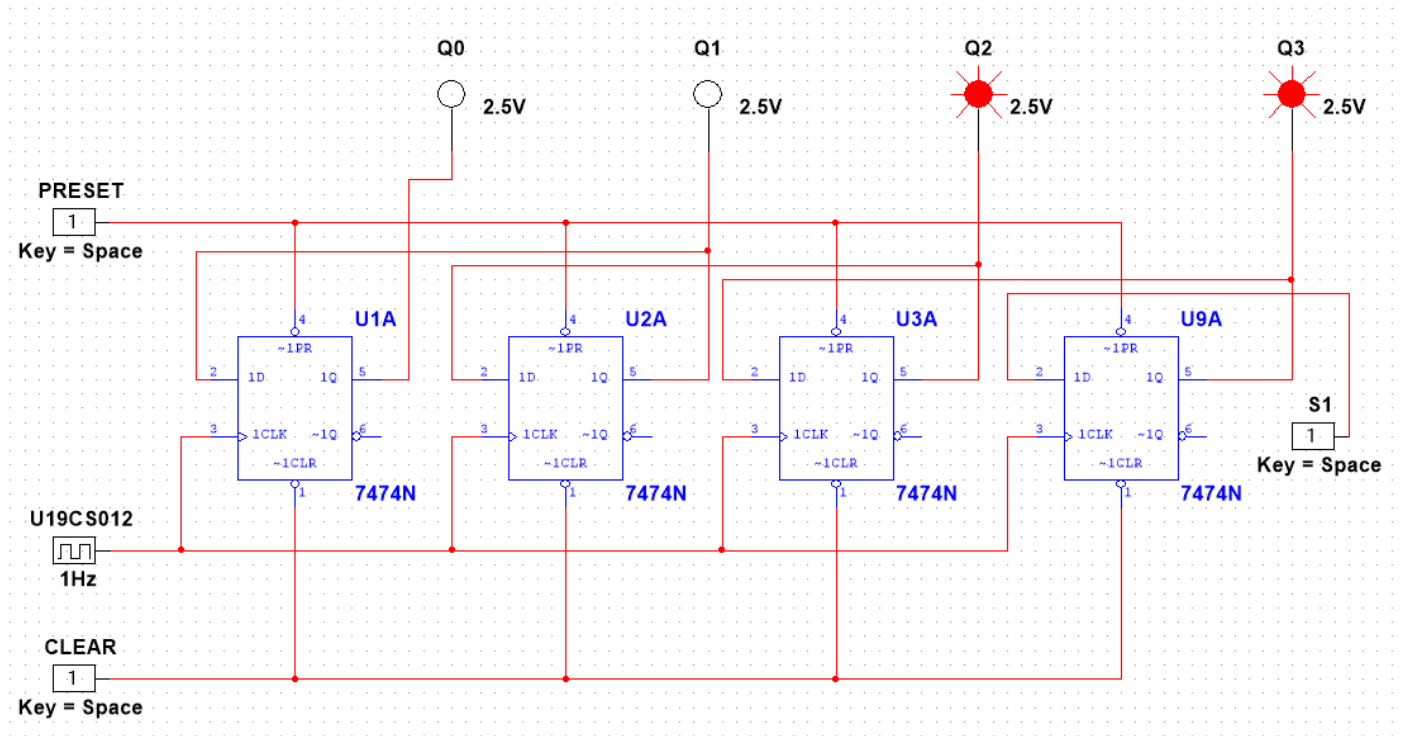 Q0
Q1
Q2
Q3
2.5V
2.5V
2.5V
2.5V
PRESET
1
Key = Space
4
U1A
4
U2A
4
U3A
4
U9A
~1PR
~1PR
~1PR
~1PR
2
1D
1Q
5
2
1D
1Q
5
2
1D
1Q
5
2
1D
1Q
5
3
1CLK
~1Q
6
3
1CLK
~1Q
6
3
1CLK
~1Q
6
3
1CLK
~1Q
6
S1
1
Key = Space
~1CLR
~1CLR
~1CLR
~1CLR
1
7474N
1
7474N
1
7474N
1
7474N
U19CS012
1Hz
CLEAR
1
Key = Space